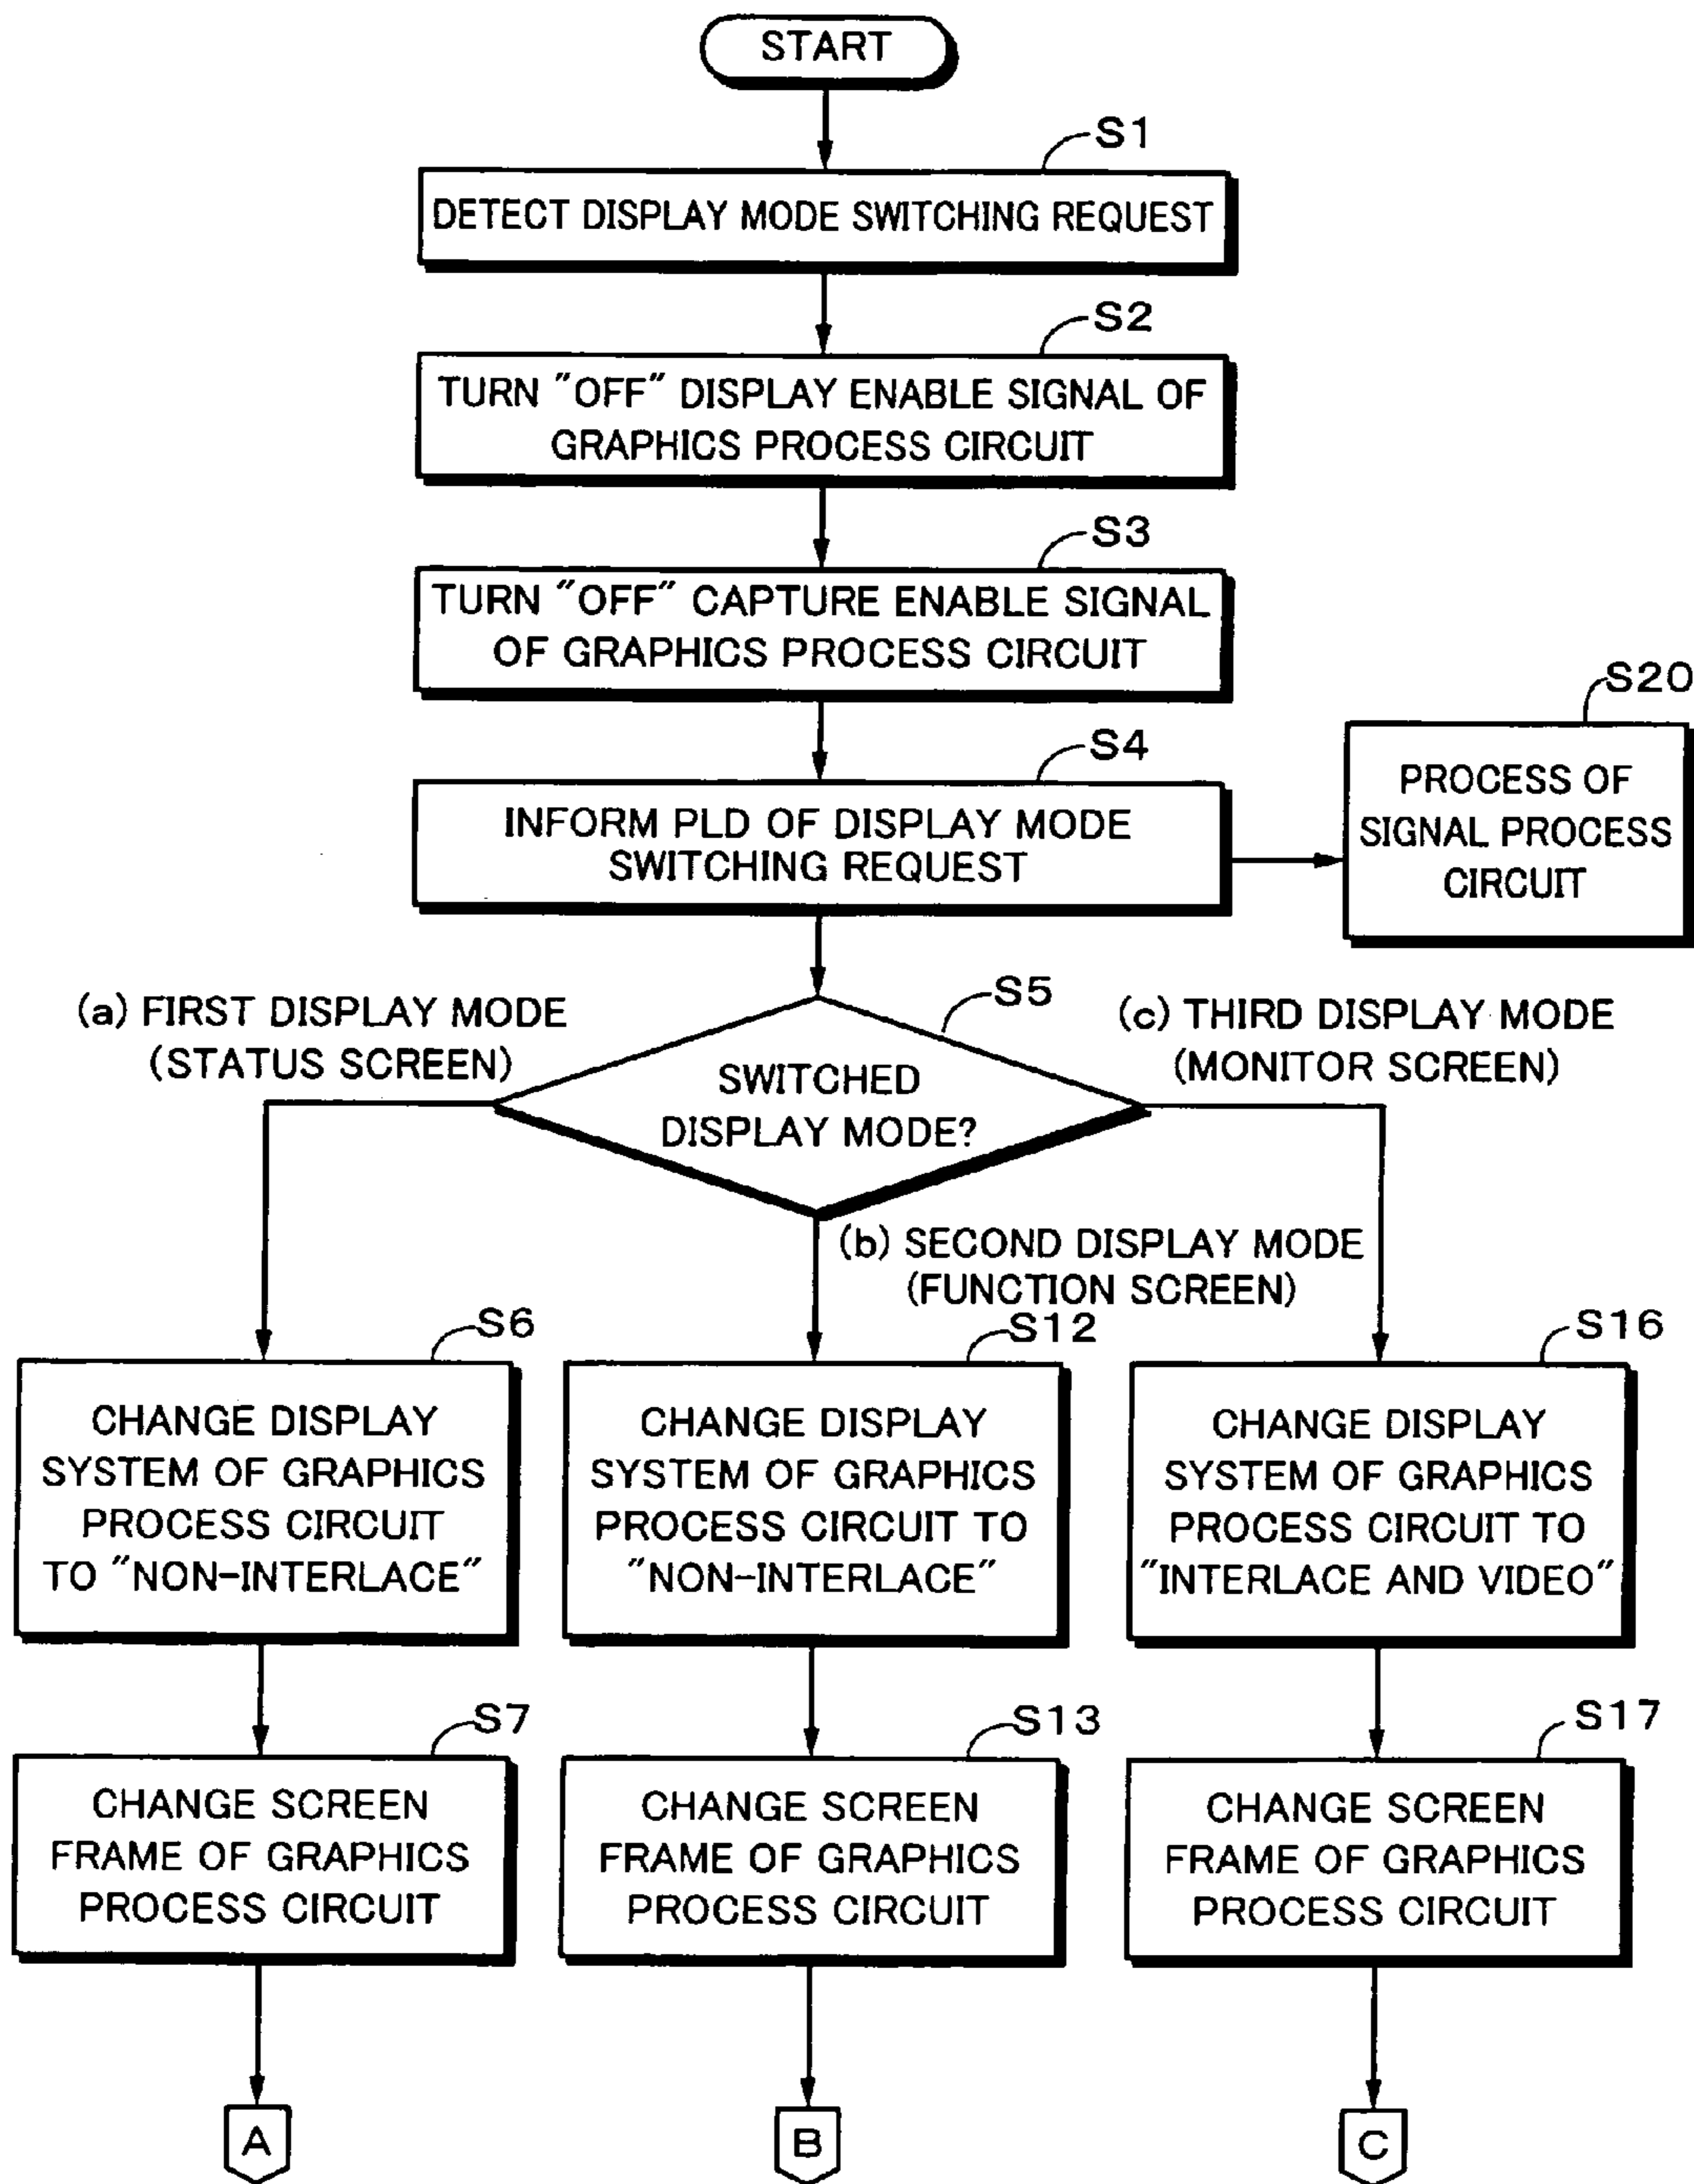 START
S1
DETECT DISPLAY MODE SWITCHING REQUEST
S2
TURN "OFF" DISPLAY ENABLE SIGNAL OF
GRAPHICS PROCESS CIRCUIT
S3
TURN "OFF" CAPTURE ENABLE SIGNAL
OF GRAPHICS PROCESS CIRCUIT
S4
INFORM PLD OF DISPLAY MODE
SWITCHING REQUEST
S20
PROCESS OF
SIGNAL PROCESS
CIRCUIT
S5
SWITCHED
DISPLAY MODE?
(a) FIRST DISPLAY MODE
(STATUS SCREEN)
(b) SECOND DISPLAY MODE
(FUNCTION SCREEN)
(c) THIRD DISPLAY MODE
(MONITOR SCREEN)
S6
CHANGE DISPLAY
SYSTEM OF GRAPHICS
PROCESS CIRCUIT
TO "NON-INTERLACE"
S7
CHANGE SCREEN
FRAME OF GRAPHICS
PROCESS CIRCUIT
A
S12
CHANGE DISPLAY
SYSTEM OF GRAPHICS
PROCESS CIRCUIT TO
"NON-INTERLACE"
S13
CHANGE SCREEN
FRAME OF GRAPHICS
PROCESS CIRCUIT
B
S16
CHANGE DISPLAY
SYSTEM OF GRAPHICS
PROCESS CIRCUIT TO
"INTERLACE AND VIDEO"
S17
CHANGE SCREEN
FRAME OF GRAPHICS
PROCESS CIRCUIT
C